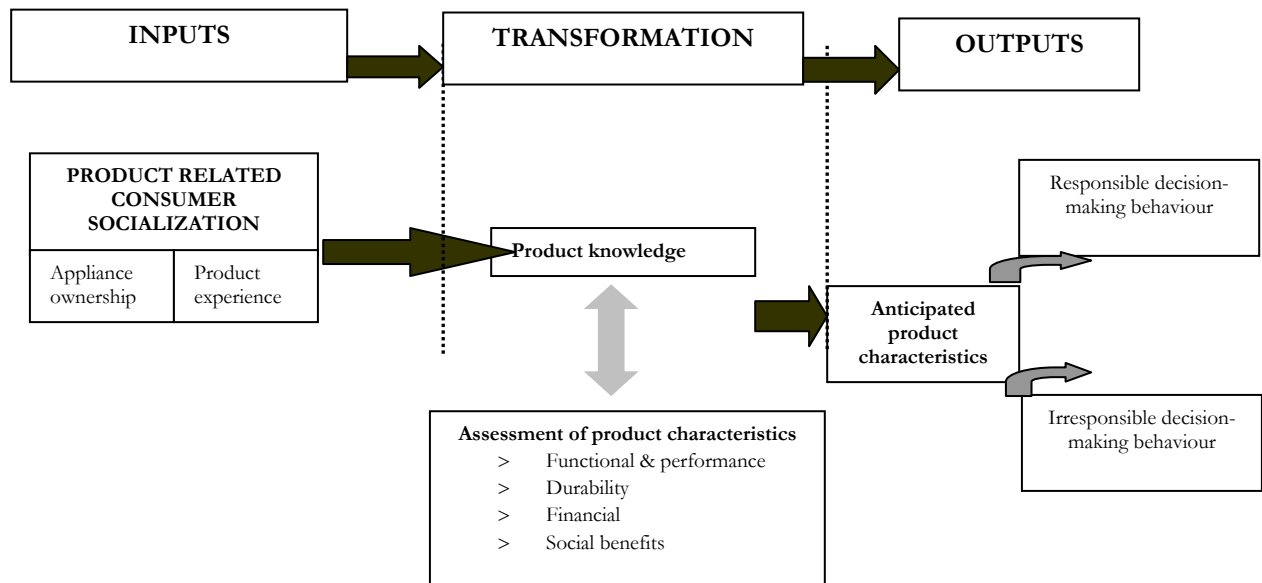 INPUTS
TRANSFORMATION
OUTPUTS
PRODUCT RELATED
CONSUMER
SOCIALIZATION
Appliance
ownership
Product
experience
Product knowledge
Assessment of product characteristics
> Functional & performance
> Durability
> Financial
> Social benefits
Anticipated
product
characteristics
Responsible decision-
making behaviour
Irresponsible decision-
making behaviour